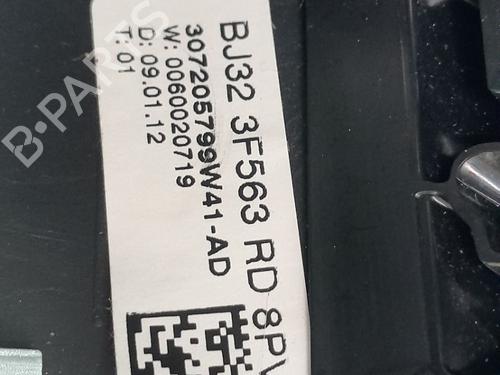 BJ32 3F563 RD 8PV
307205799W41-AD
W: 0060020719
D: 09.01.12
T: 01
B-PARTS